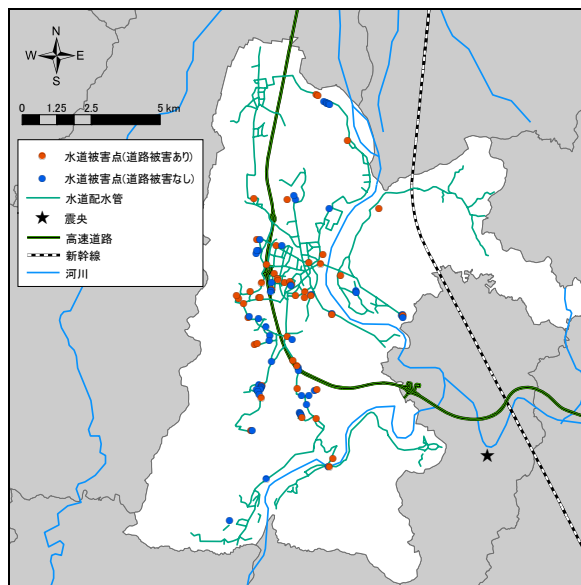 N
W E
S
0 1.25 2.5 5 km
水道被害点(道路被害あり)
水道被害点(道路被害なし)
水道配水管
震央
高速道路
新幹線
河川